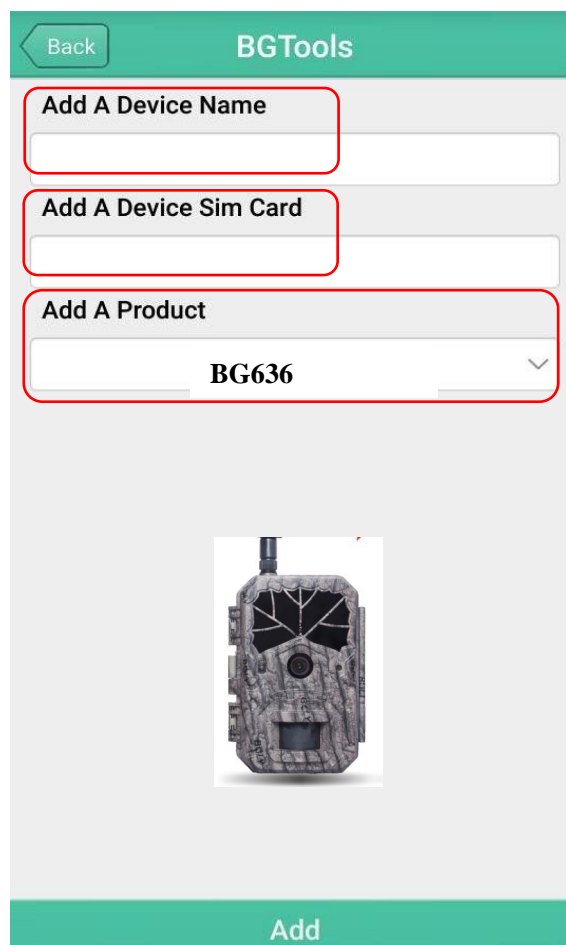 Back
BGTools
Add A Device Name
Add A Device Sim Card
Add A Product
BG636
Add